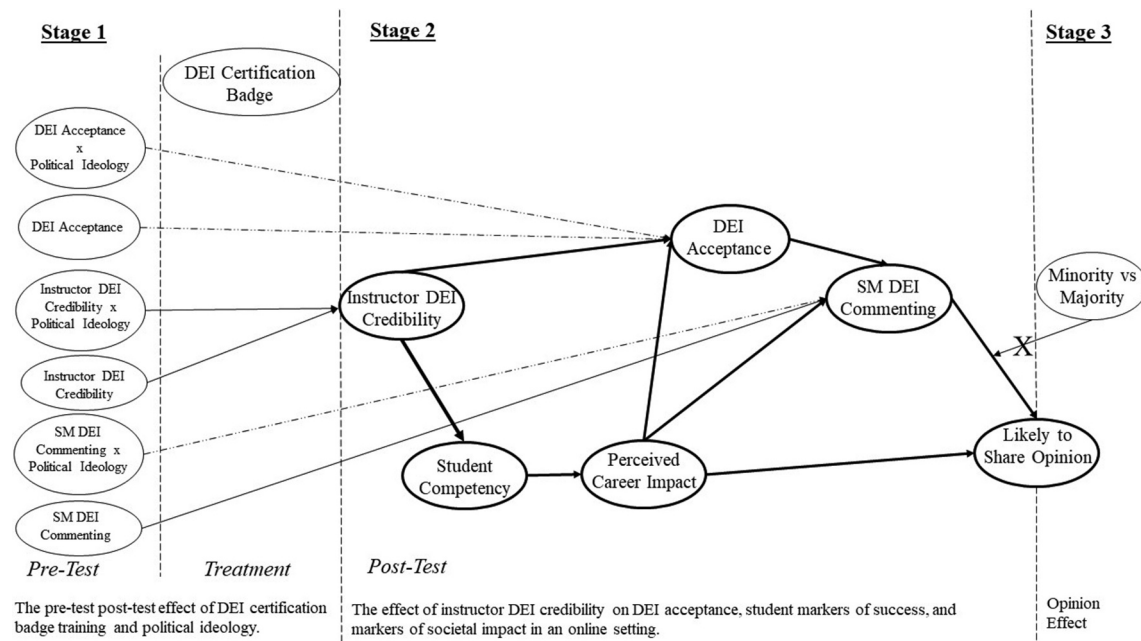 Stage 1
Stage 2
Stage 3
DEI Certification
Badge
DEI Acceptance
x
Political Ideology
DEI Acceptance
Instructor DEI
Credibility x
Political Ideology
Instructor DEI
Credibility
SM DEI
Commenting x
Political Ideology
SM DEI
Commenting
Instructor DEI
Credibility
DEI
Acceptance
SM DEI
Commenting
Student
Competency
Perceived
Career Impact
Minority vs
Majority
X
Likely to
Share Opinion
Pre-Test
Treatment
Post-Test
The pre-test post-test effect of DEI certification
badge training and political ideology.
The effect of instructor DEI credibility on DEI acceptance, student markers of success, and
markers of societal impact in an online setting.
Opinion
Effect